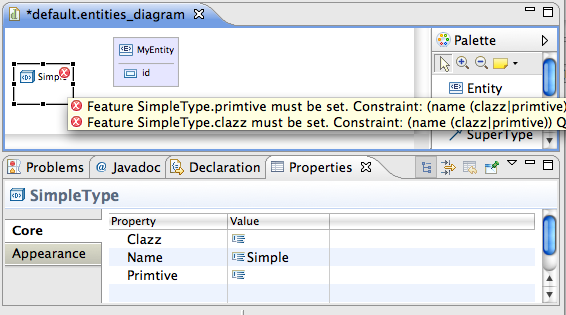 *default.entities_diagram
MyEntity
Simp
id
Palette
Entity
Feature SimpleType.primtive must be set. Constraint: (name (clazz|primtive)
Feature SimpleType.clazz must be set. Constraint: (name (clazz|primtive)) Q
SuperType
Problems @ Javadoc Declaration Properties
SimpleType
Core
Appearance
Property Value
Clazz
Name Simple
Primtive